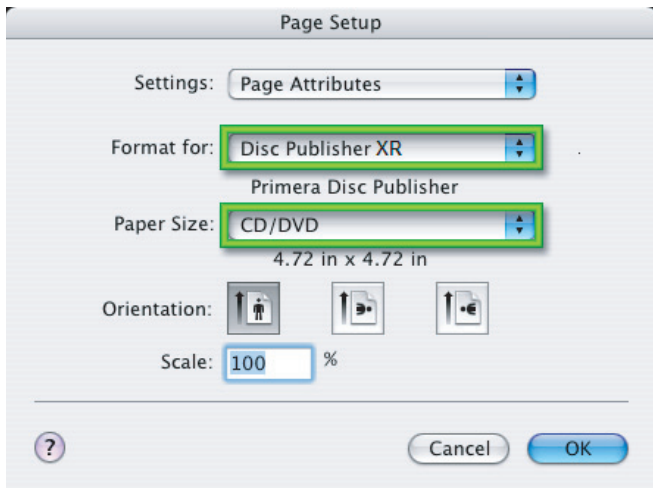 Page Setup
Settings: Page Attributes
Format for: Disc Publisher XR
Primera Disc Publisher
Paper Size: CD/DVD
4.72 in x 4.72 in
Orientation:
Scale: 100 %
? Cancel OK